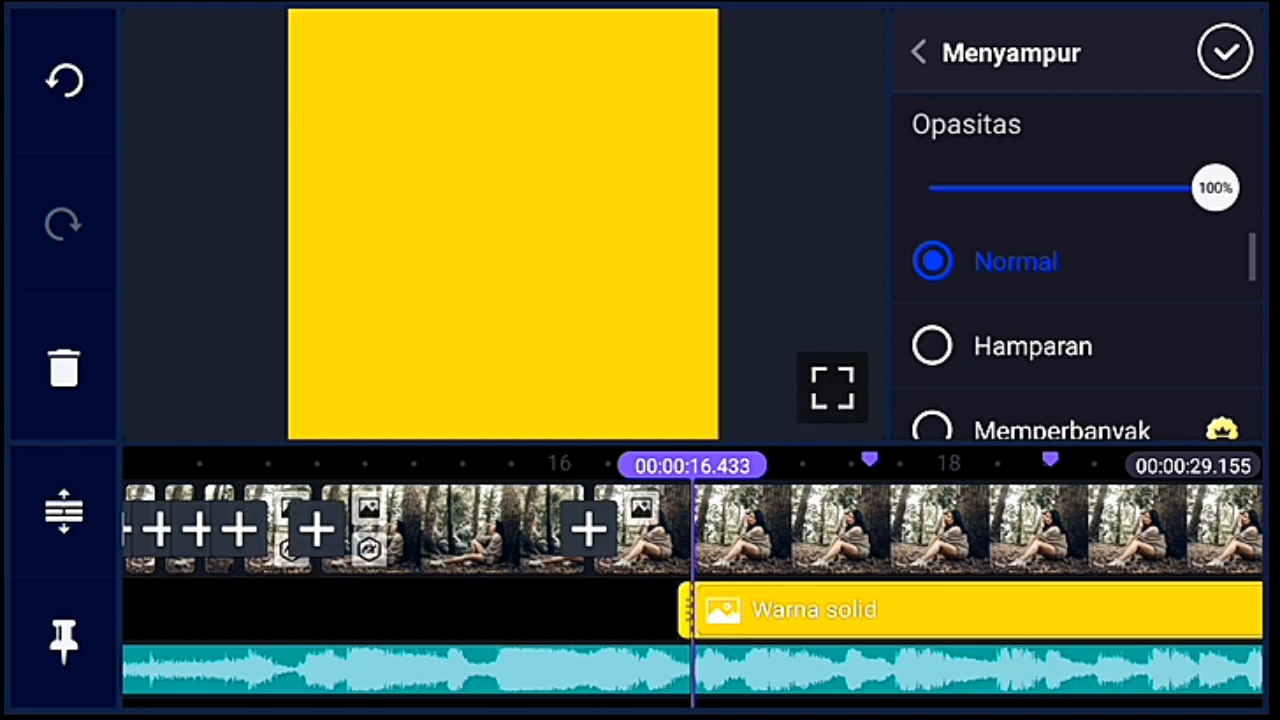 Menyampur
Opasitas
100%
Normal
Hamparan
Memperbanyak
16
00:00:16.433
18
00:00:29.155
Warna solid